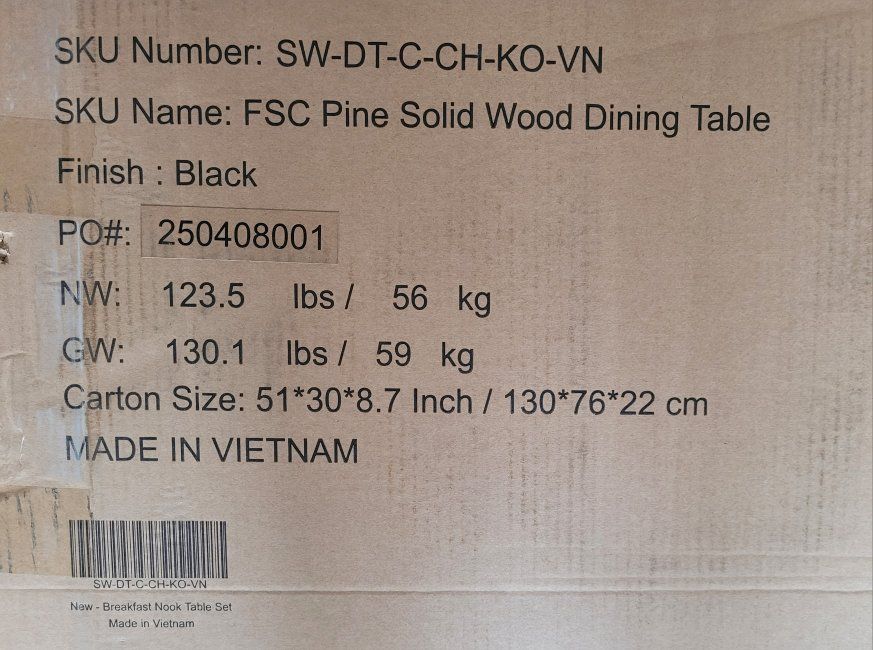 SKU Number: SW-DT-C-CH-KO-VN
SKU Name: FSC Pine Solid Wood Dining Table
Finish : Black
PO#: 250408001
NW: 123.5 lbs / 56 kg
GW: 130.1 lbs / 59 kg
Carton Size: 51*30*8.7 Inch / 130*76*22 cm
MADE IN VIETNAM
SW-DT-C-CH-KO-VN
New - Breakfast Nook Table Set
Made in Vietnam